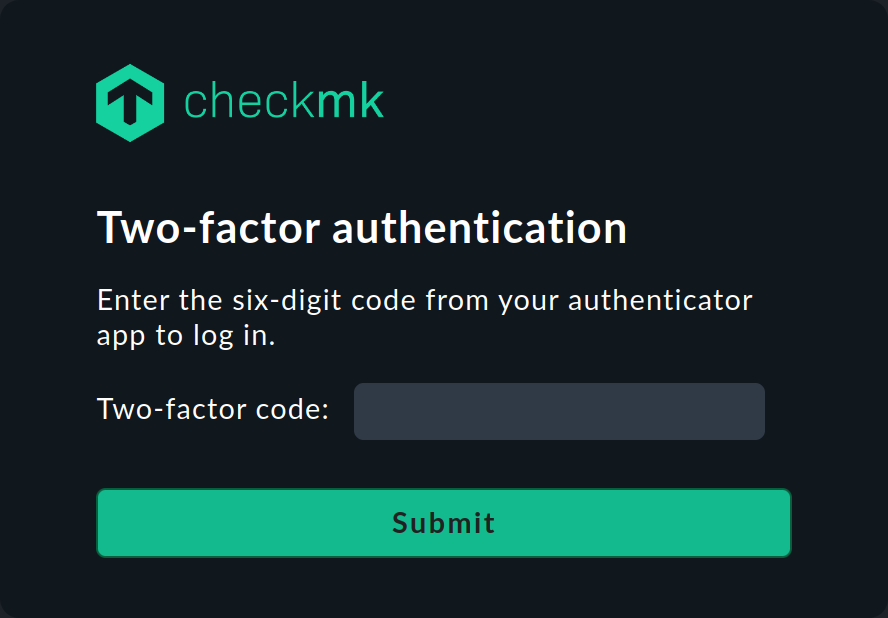 checkmk
Two-factor authentication
Enter the six-digit code from your authenticator
app to log in.
Two-factor code:
Submit